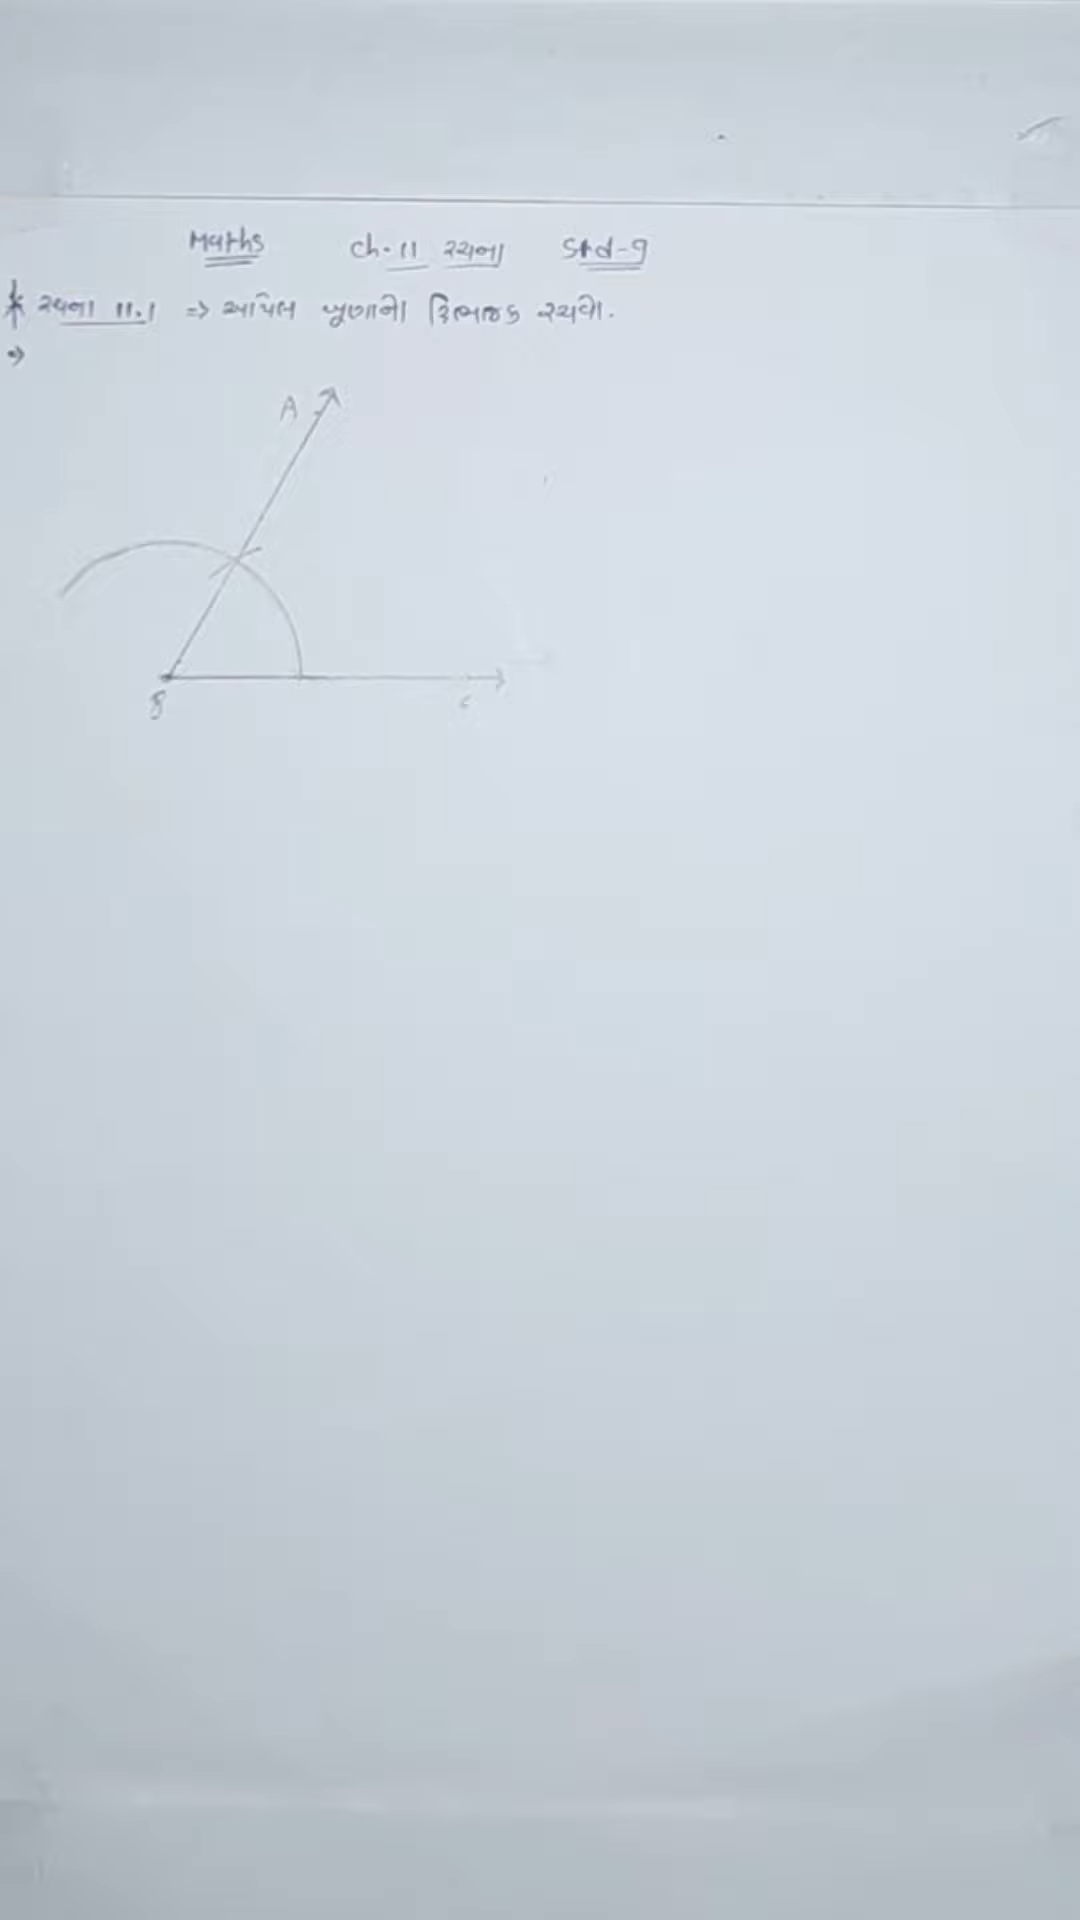 Maths ch-11 રચના Std-9
* રચના 11.1 => આપેલ ખૂણાનો દ્વિભાજક રચવો.
=>
A
B C